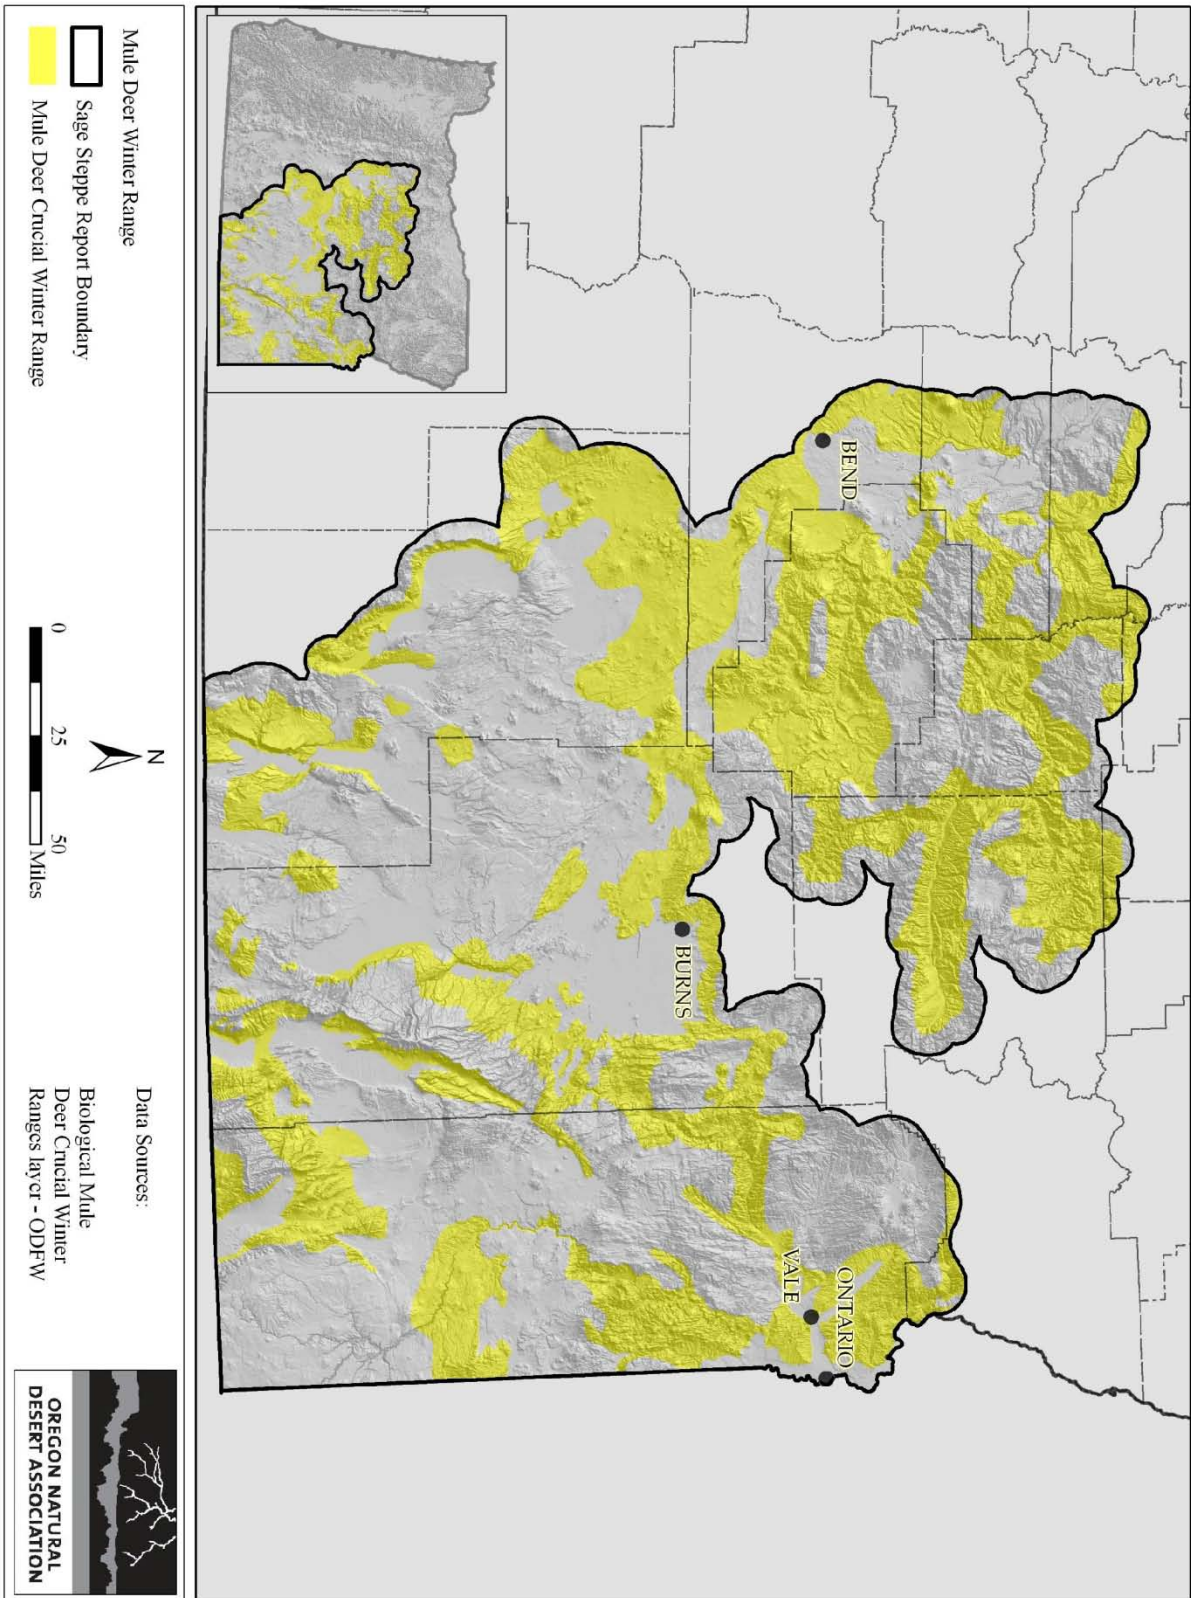 BEND
BURNS
VALE
ONTARIO
Mule Deer Winter Range
Sage Steppe Report Boundary
Mule Deer Crucial Winter Range
N
0 25 50
Miles
Data Sources:
Biological Mule
Deer Crucial Winter
Ranges layer - ODFW
OREGON NATURAL
DESERT ASSOCIATION